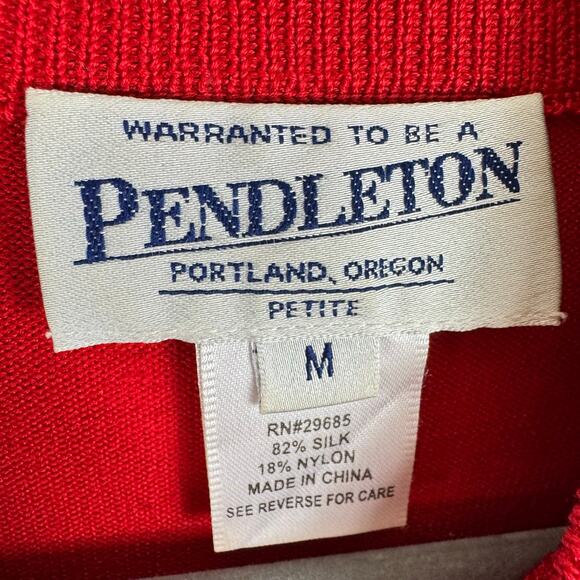 WARRANTED TO BE A
PENDLETON
PORTLAND, OREGON
PETITE
M
RN#29685
82% SILK
18% NYLON
MADE IN CHINA
SEE REVERSE FOR CARE